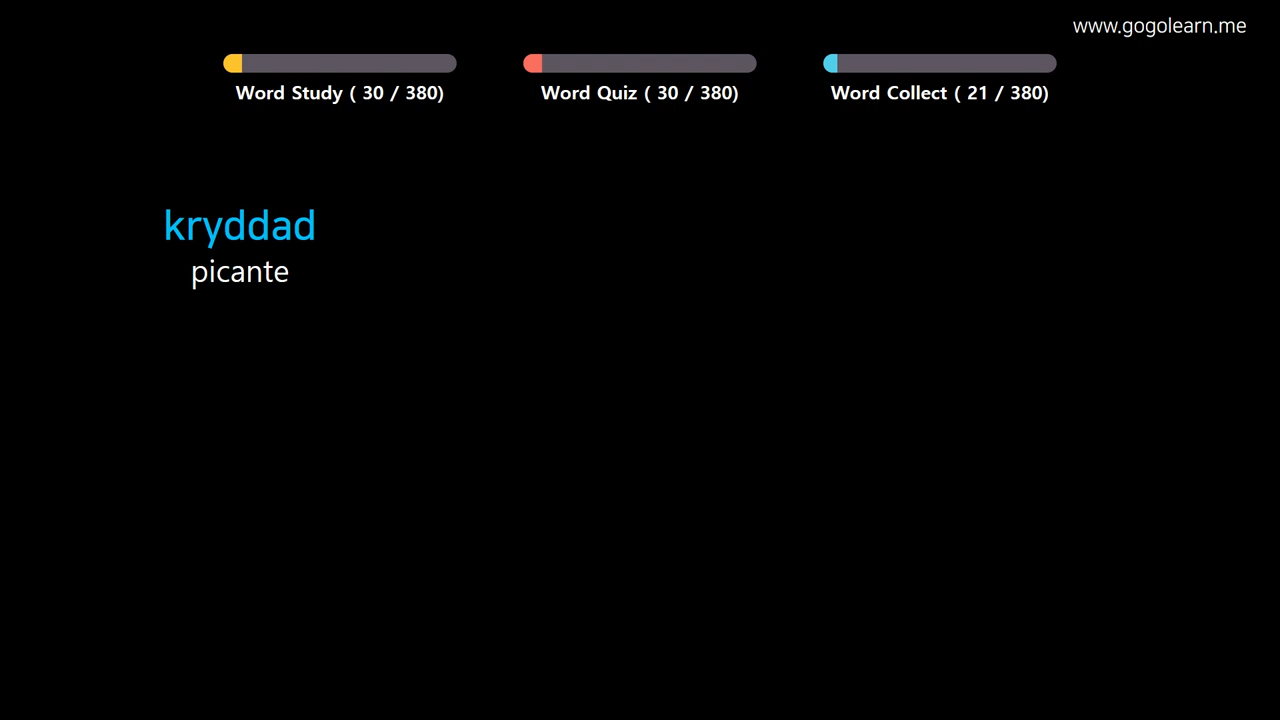 www.gogolearn.me
Word Study ( 30 / 380)
Word Quiz ( 30 / 380)
Word Collect ( 21 / 380)
kryddad
picante